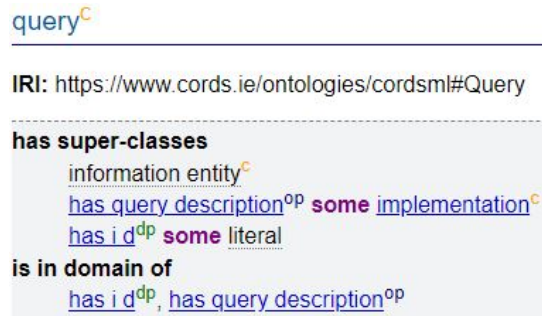 query^c
IRI: https://www.cords.ie/ontologies/cordsml#Query
has super-classes
information entity^c
has query description^op some implementation^c
has i d^dp some literal
is in domain of
has i d^dp, has query description^op